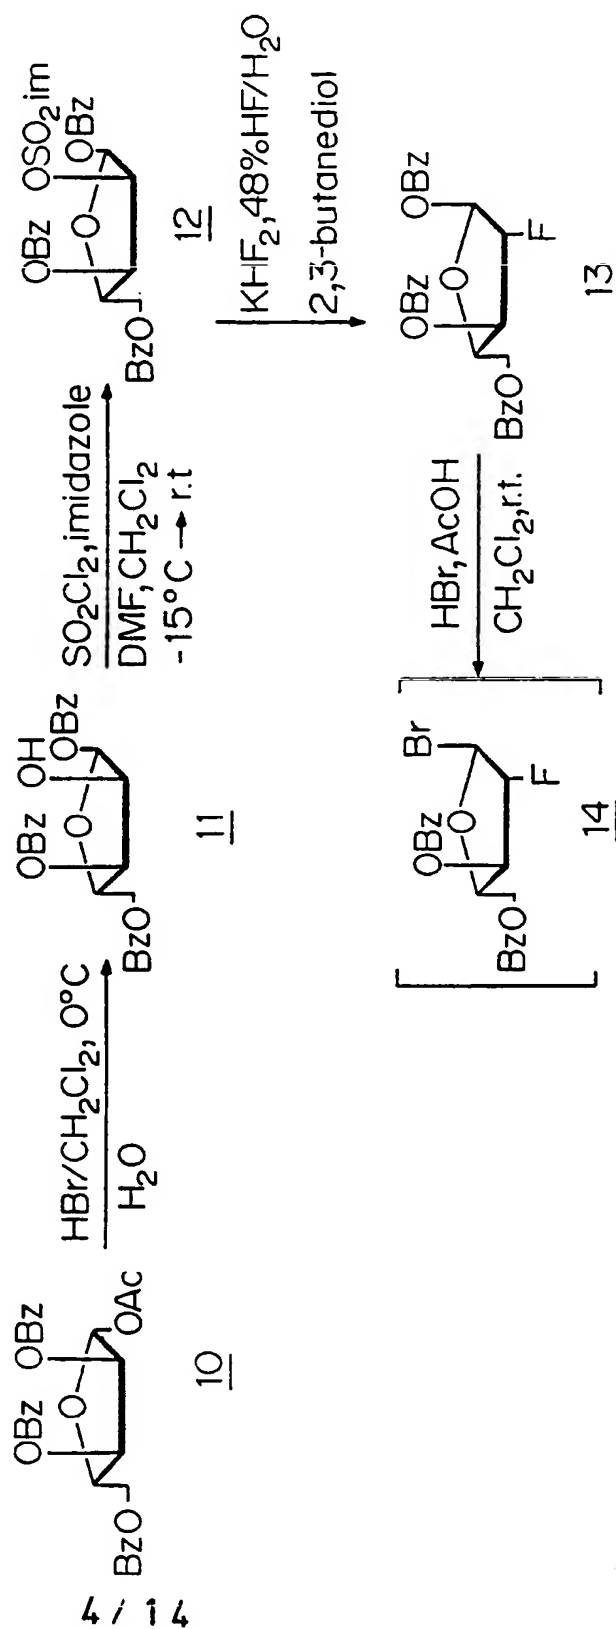 4 / 14
OBz OBz
O
BzO OAc
10
HBr/CH2Cl2, 0°C
H2O
OBz OH
O OBz
BzO
11
SO2Cl2, imidazole
DMF, CH2Cl2
-15°C → r.t
OBz OSO2im
O OBz
BzO
12
KHF2, 48%HF/H2O
2,3-butanediol
OBz OBz
O
BzO F
13
HBr, AcOH
CH2Cl2, r.t.
OBz Br
O
BzO F
14